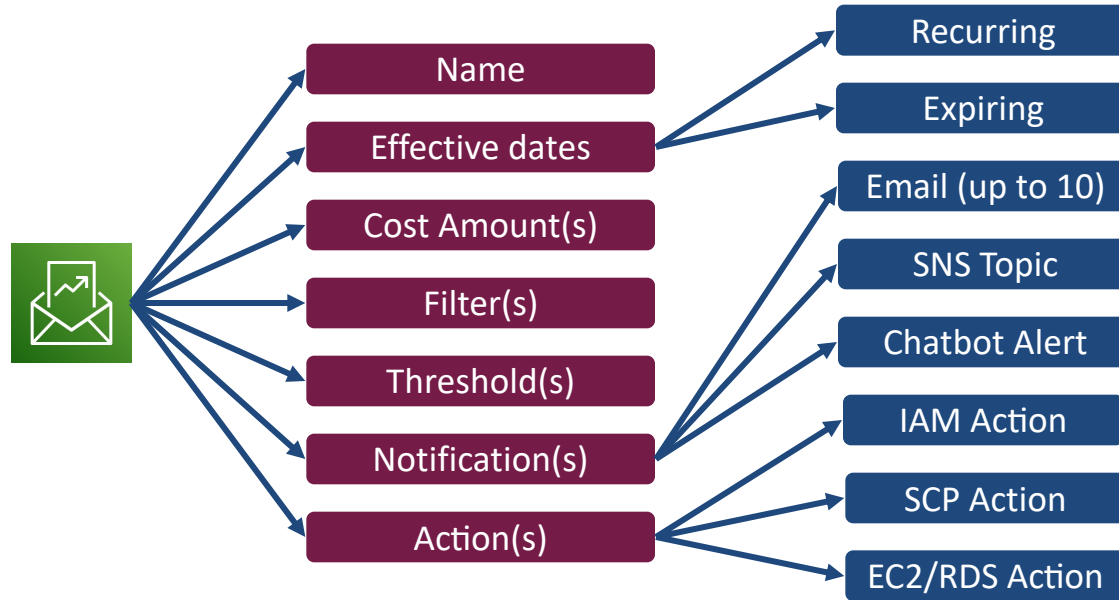 Name
Effective dates
Cost Amount(s)
Filter(s)
Threshold(s)
Notification(s)
Action(s)
Recurring
Expiring
Email (up to 10)
SNS Topic
Chatbot Alert
IAM Action
SCP Action
EC2/RDS Action